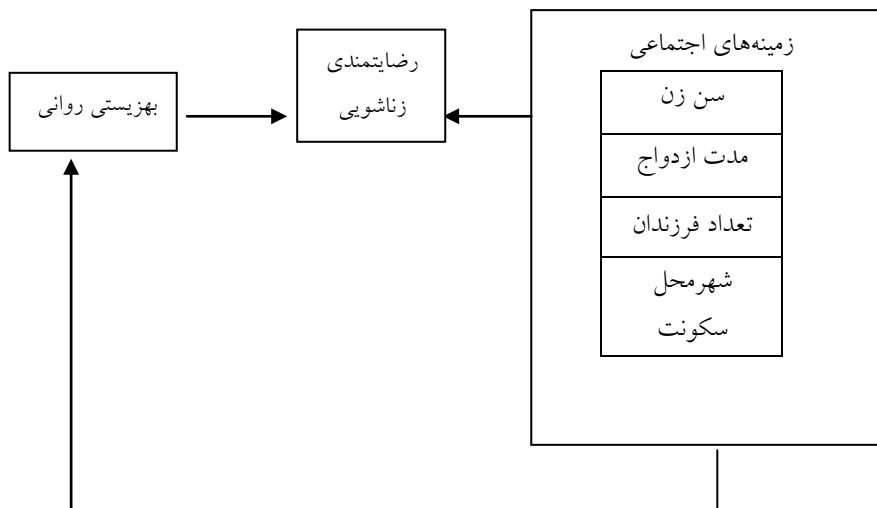 زمینه‌های اجتماعی
سن زن
مدت ازدواج
تعداد فرزندان
شهرمحل
سکونت
رضایتمندی
زناشویی
بهزیستی روانی